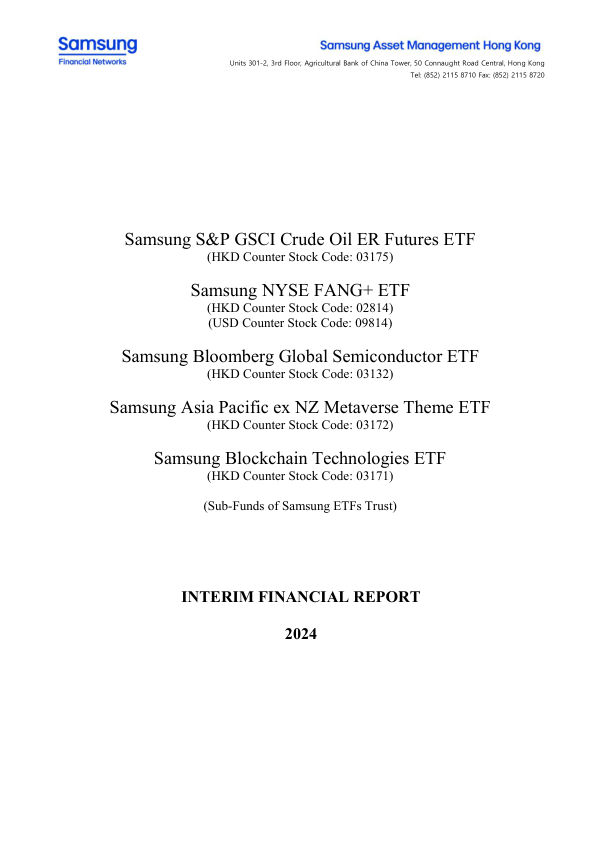 Samsung
Financial Networks
Samsung Asset Management Hong Kong
Units 301-2, 3rd Floor, Agricultural Bank of China Tower, 50 Connaught Road Central, Hong Kong
Tel: (852) 2115 8710 Fax: (852) 2115 8720
Samsung S&P GSCI Crude Oil ER Futures ETF
(HKD Counter Stock Code: 03175)
Samsung NYSE FANG+ ETF
(HKD Counter Stock Code: 02814)
(USD Counter Stock Code: 09814)
Samsung Bloomberg Global Semiconductor ETF
(HKD Counter Stock Code: 03132)
Samsung Asia Pacific ex NZ Metaverse Theme ETF
(HKD Counter Stock Code: 03172)
Samsung Blockchain Technologies ETF
(HKD Counter Stock Code: 03171)
(Sub-Funds of Samsung ETFs Trust)
INTERIM FINANCIAL REPORT
2024